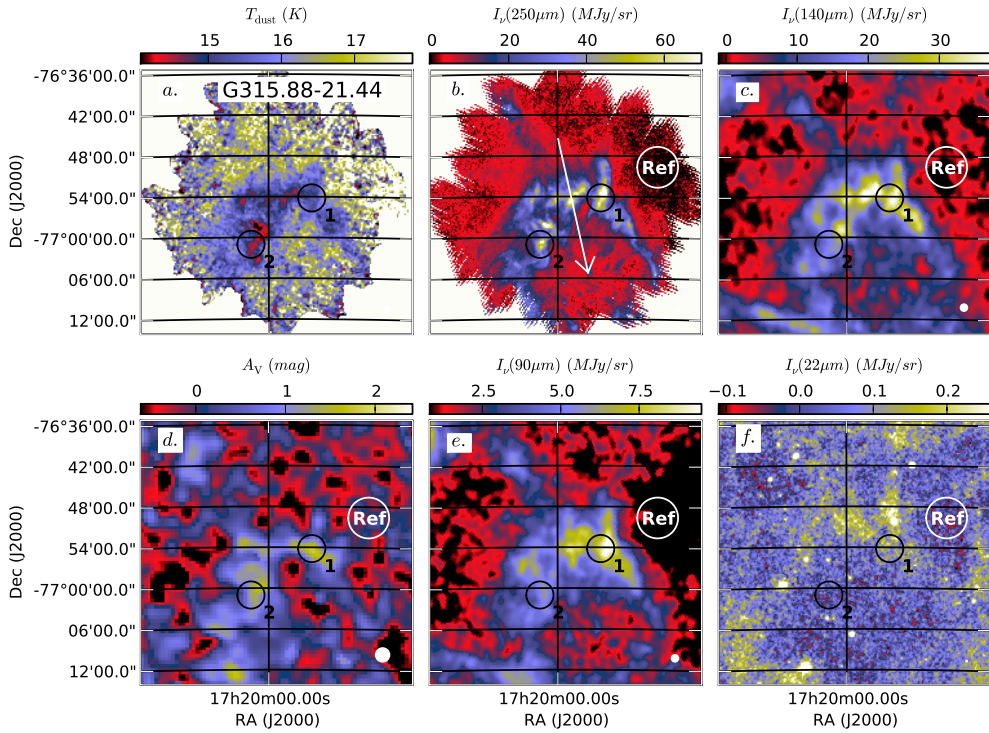 T_dust (K)
I_ν(250μm) (MJy/sr)
I_ν(140μm) (MJy/sr)
15 16 17
0 20 40 60
0 10 20 30
a. G315.88-21.44
b.
c.
Ref
Ref
1
1
1
2
2
2
Dec (J2000)
-76°36'00.0"
42'00.0"
48'00.0"
54'00.0"
-77°00'00.0"
06'00.0"
12'00.0"
A_V (mag)
I_ν(90μm) (MJy/sr)
I_ν(22μm) (MJy/sr)
0 1 2
2.5 5.0 7.5
−0.1 0.0 0.1 0.2
d.
e.
f.
Ref
Ref
Ref
1
1
1
2
2
2
Dec (J2000)
-76°36'00.0"
42'00.0"
48'00.0"
54'00.0"
-77°00'00.0"
06'00.0"
12'00.0"
17h20m00.00s
17h20m00.00s
17h20m00.00s
RA (J2000)
RA (J2000)
RA (J2000)